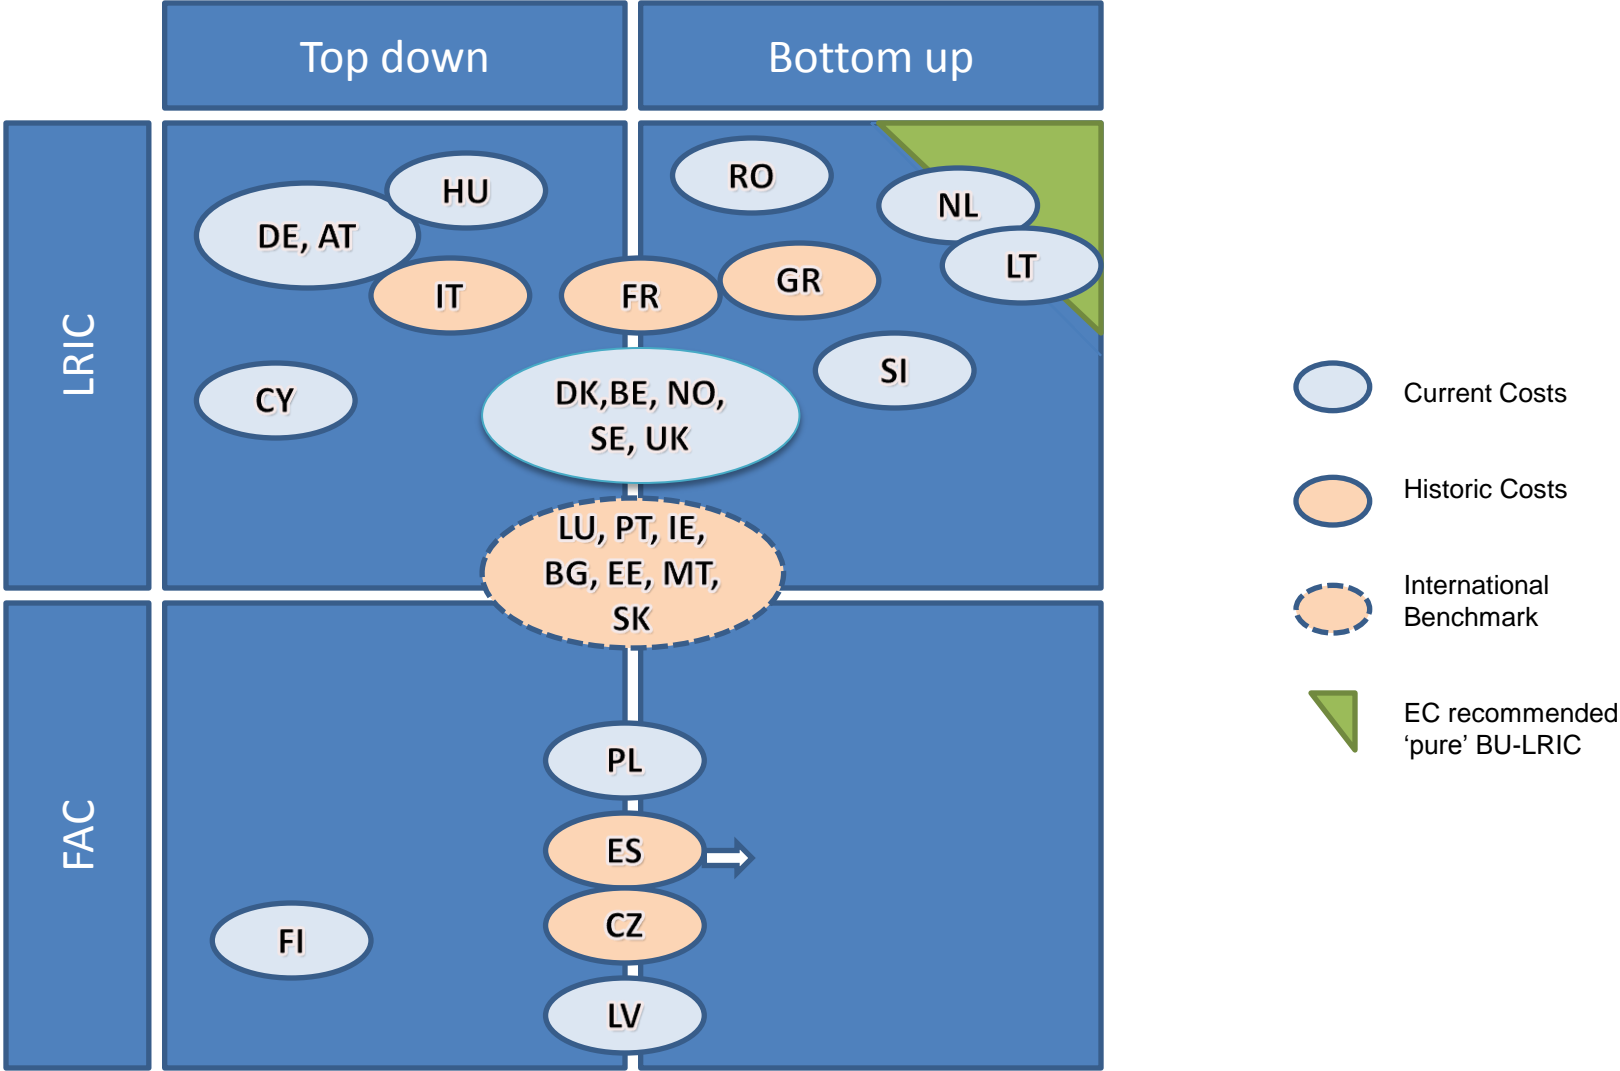 Top down
Bottom up
LRIC
HU
RO
NL
DE, AT
LT
IT
FR
GR
SI
CY
DK,BE, NO,
SE, UK
LU, PT, IE,
BG, EE, MT,
SK
FAC
PL
ES
CZ
FI
LV
Current Costs
Historic Costs
International
Benchmark
EC recommended
‘pure’ BU-LRIC